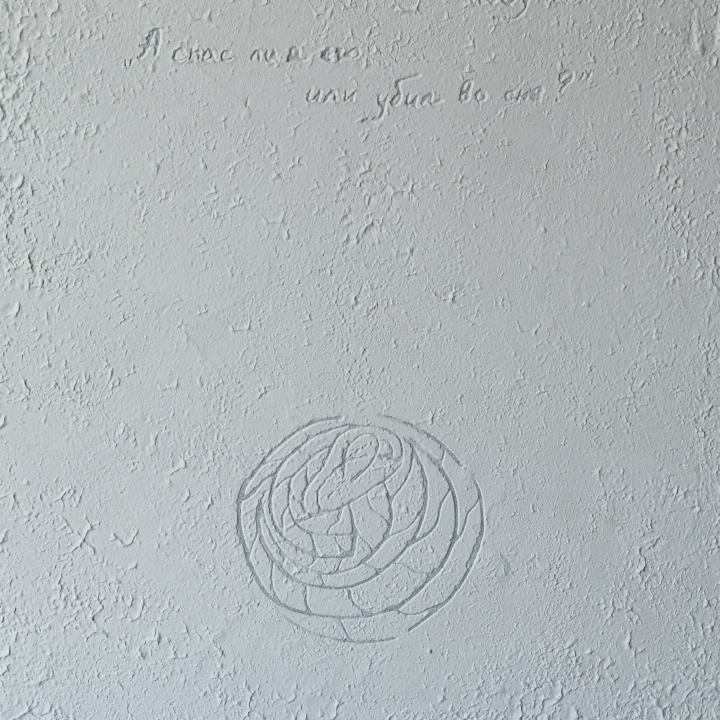 „А спас ли я его,
или убил во сне?"